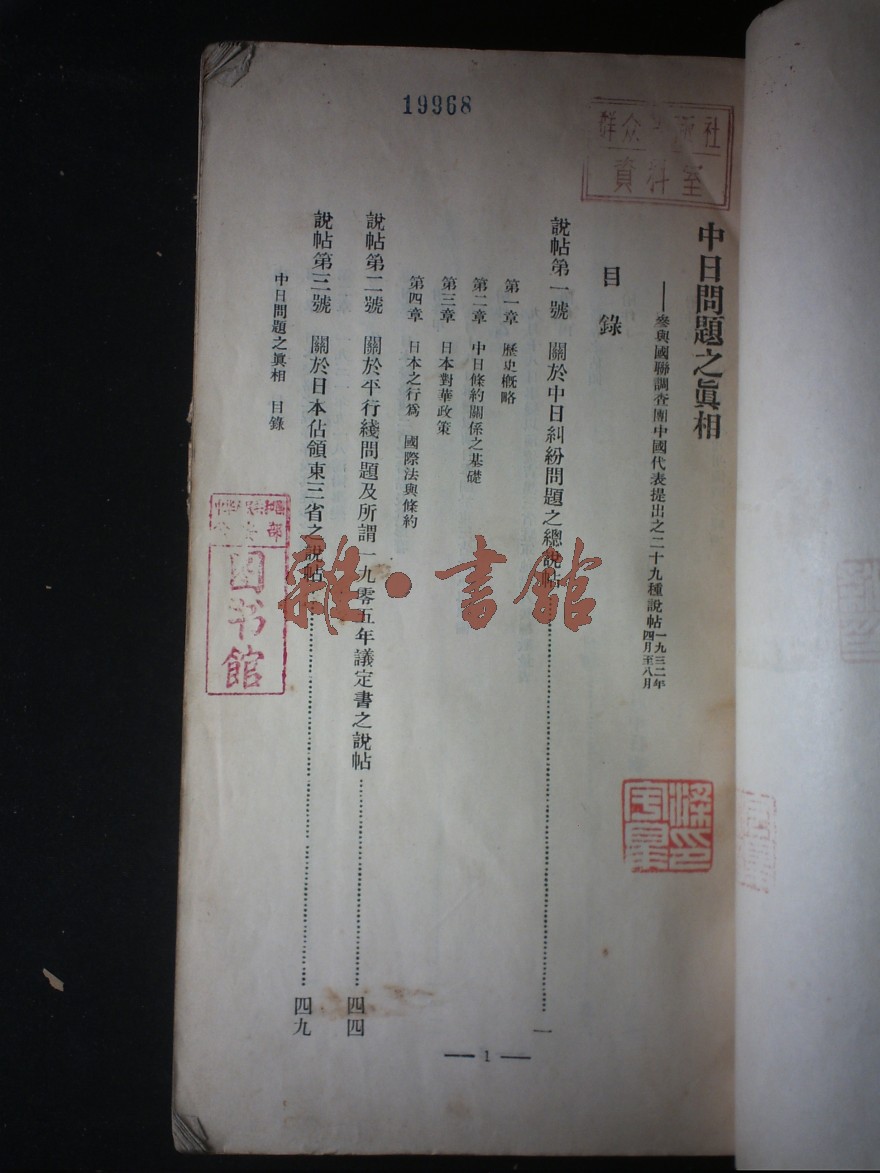 19968
资料室
中日問題之眞相
——參與國聯調查團中國代表提出之二十九種說帖一九三二年四月至八月
目錄
說帖第一號 關於中日糾紛問題之總說帖……一
第一章 歷史槪略
第二章 中日條約關係之基礎
第三章 日本對華政策
第四章 日本之行爲 國際法與條約
說帖第二號 關於平行綫問題及所謂一九零五年議定書之說帖……四四
說帖第三號 關於日本佔領東三省之說帖……四九
中日問題之眞相 目錄
— 1 —
图书馆
雜·書館